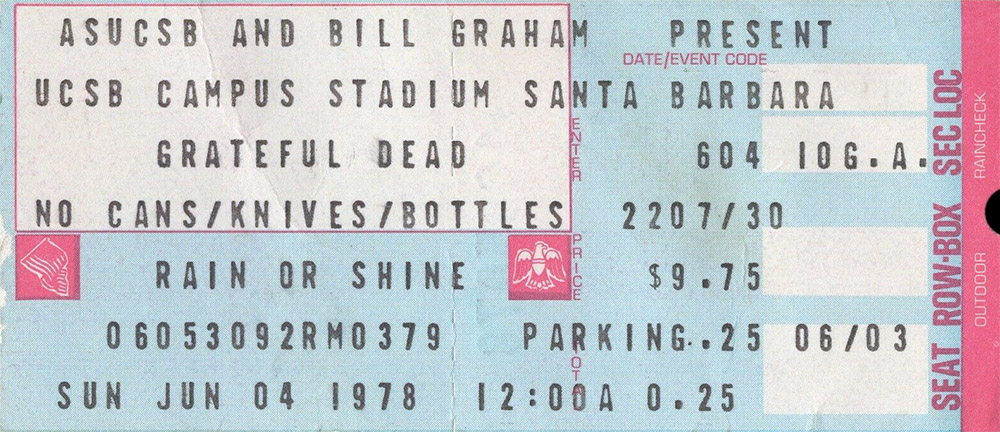 ASUCSB AND BILL GRAHAM PRESENT
DATE/EVENT CODE
UCSB CAMPUS STADIUM SANTA BARBARA
ENTER
GRATEFUL DEAD 604 IOG.A.
NO CANS/KNIVES/BOTTLES 2207/30
PRICE
RAIN OR SHINE $9.75
06053092RM0379 PARKING..25 06/03
SUN JUN 04 1978 12:00A 0.25
SEAT ROW-BOX SEC LOC
OUTDOOR RAINCHECK